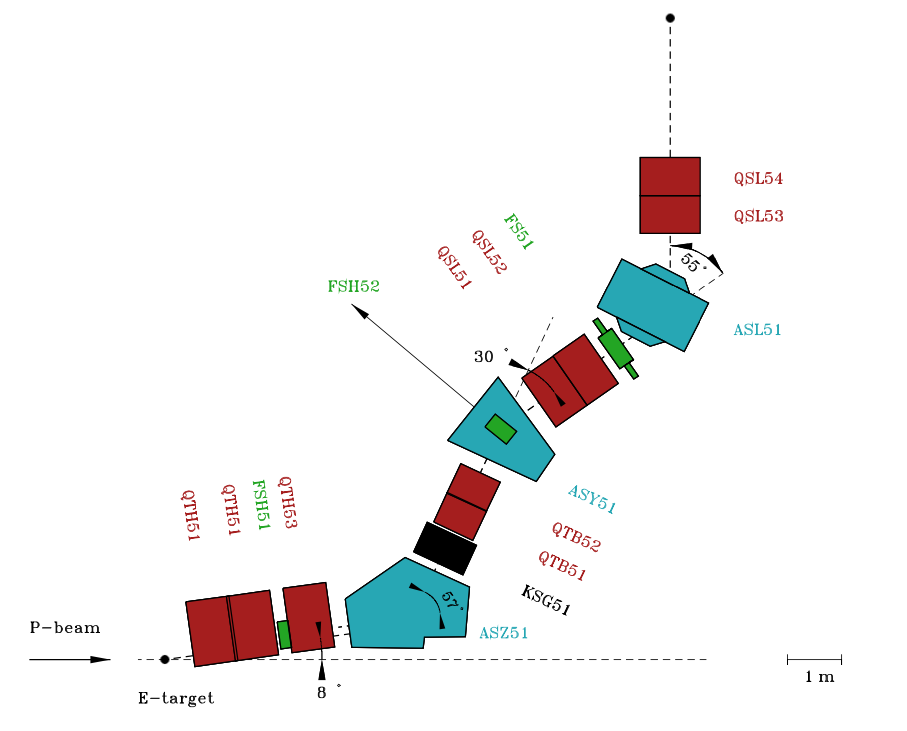 QSL54
QSL53
55°
FS51
QSL52
QSL51
FSH52
ASL51
30 °
ASY51
QTH51
QTH51
FSH51
QTH53
QTB52
QTB51
KSG51
57°
ASZ51
P-beam
E-target
8 °
1 m